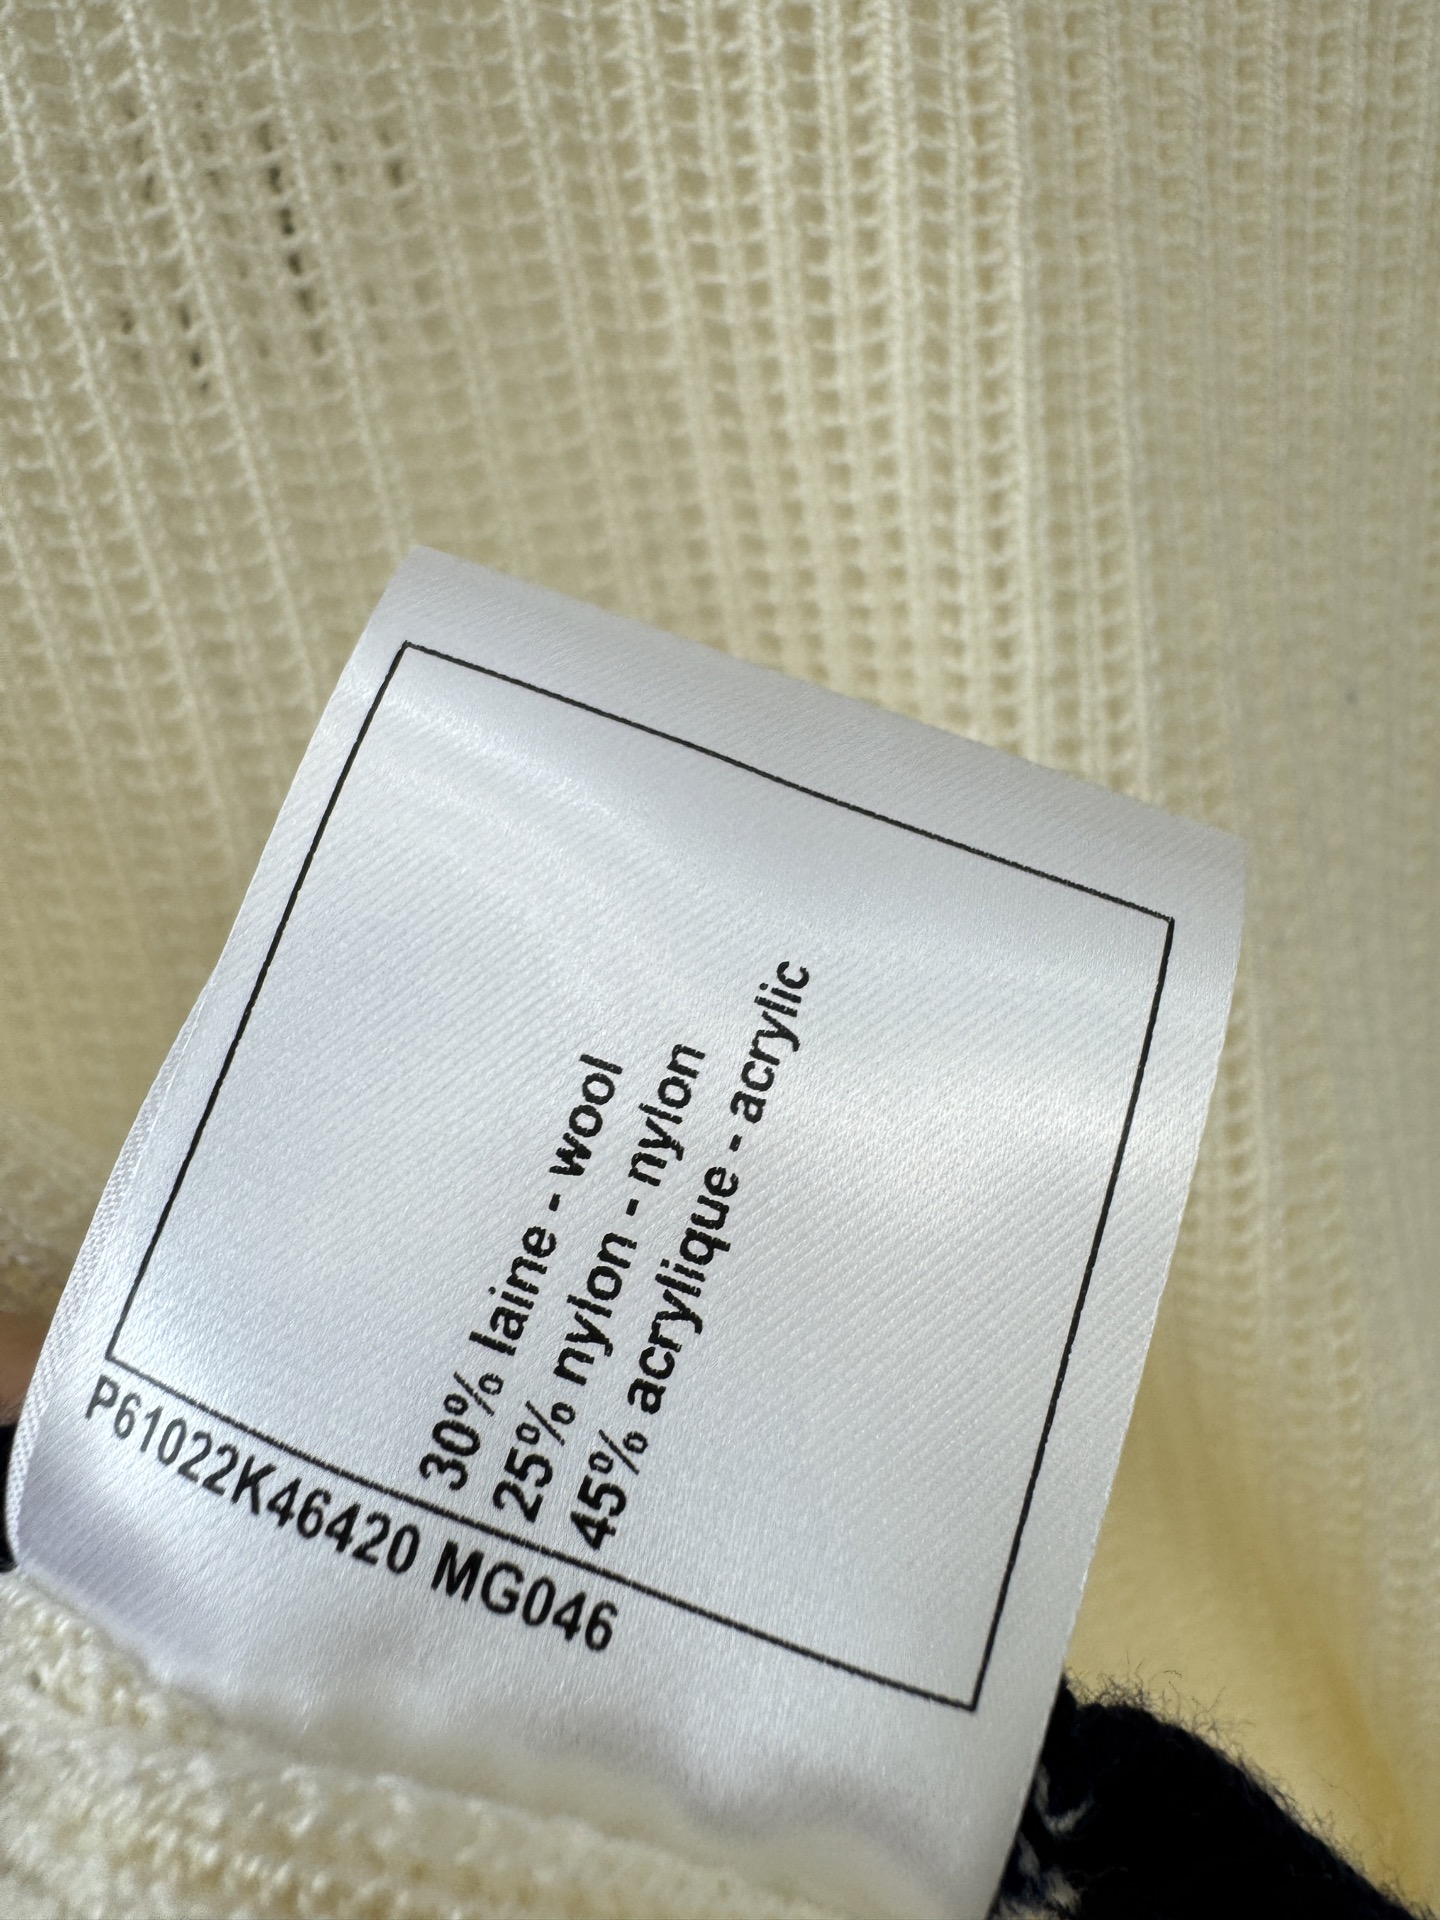 30% laine - wool
25% nylon - nylon
45% acrylique - acrylic
P61022K46420 MG046